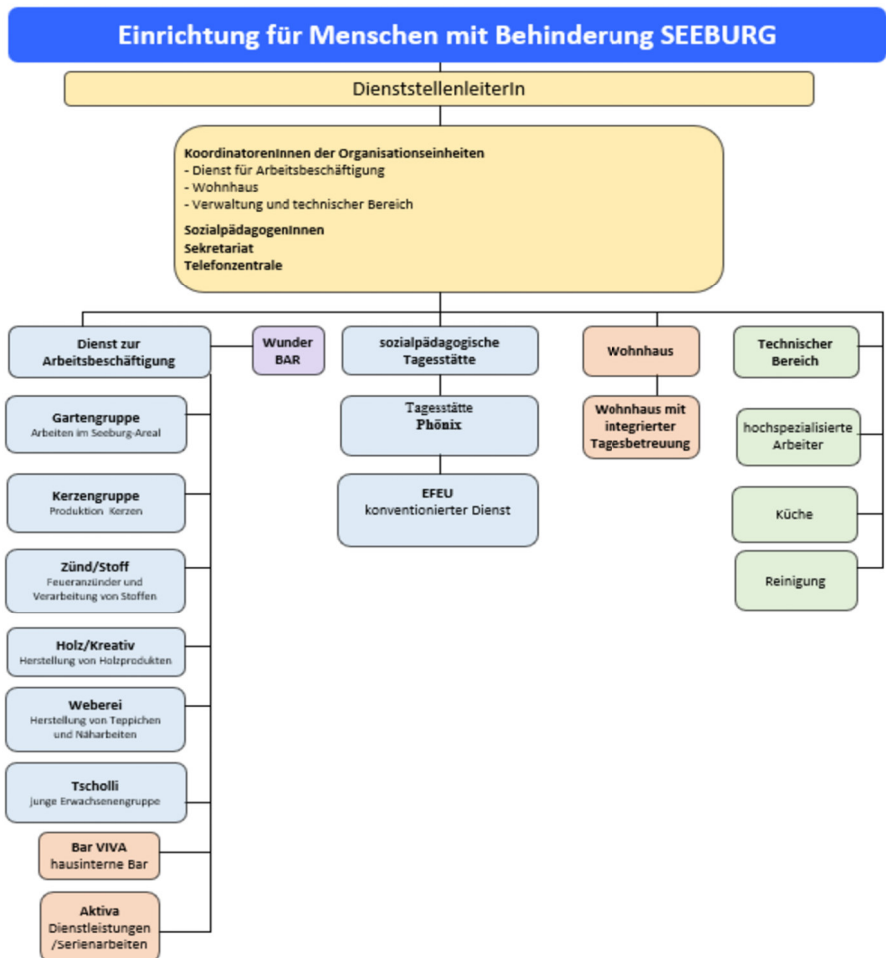 Einrichtung für Menschen mit Behinderung SEEBURG
DienststellenleiterIn
KoordinatorenInnen der Organisationseinheiten
- Dienst für Arbeitsbeschäftigung
- Wohnhaus
- Verwaltung und technischer Bereich
SozialpädagogenInnen
Sekretariat
Telefonzentrale
Dienst zur
Arbeitsbeschäftigung
Wunder
BAR
sozialpädagogische
Tagesstätte
Wohnhaus
Technischer
Bereich
Gartengruppe
Arbeiten im Seeburg-Areal
Tagesstätte
Phönix
Wohnhaus mit
integrierter
Tagesbetreuung
hochspezialisierte
Arbeiter
Kerzengruppe
Produktion Kerzen
EFEU
konventionierter Dienst
Küche
Zünd/Stoff
Feueranzünder und
Verarbeitung von Stoffen
Reinigung
Holz/Kreativ
Herstellung von Holzprodukten
Weberei
Herstellung von Teppichen
und Näharbeiten
Tscholli
junge Erwachsenengruppe
Bar VIVA
hausinterne Bar
Aktiva
Dienstleistungen
/Serienarbeiten